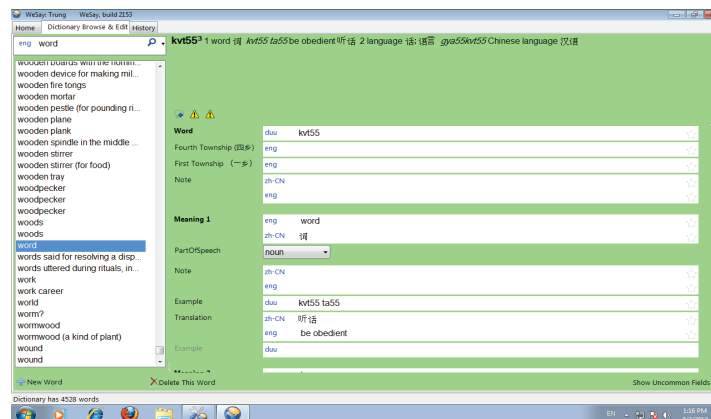 WeSay: Trung WeSay, build 2153
Home Dictionary Browse & Edit History
eng word
kvt55³ 1 word 词 kvt55 ta55 be obedient 听话 2 language 话; 语言 gya55kvt55 Chinese language 汉语
wooden boards with the nomin...
wooden device for making mil...
wooden fire tongs
wooden mortar
wooden pestle (for pounding ri...
wooden plane
wooden plank
wooden spindle in the middle ...
wooden stirrer
wooden stirrer (for food)
wooden tray
woodpecker
woodpecker
woodpecker
woods
woods
word
words said for resolving a disp...
words uttered during rituals, in...
work
work career
world
worm?
wormwood
wormwood (a kind of plant)
wound
wound
Word duu kvt55
Fourth Township (四乡) eng
First Township (一乡) eng
Note zh-CN
eng
Meaning 1 eng word
zh-CN 词
PartOfSpeech noun
Note zh-CN
eng
Example duu kvt55 ta55
Translation zh-CN 听话
eng be obedient
Example duu
New Word Delete This Word Show Uncommon Fields
Dictionary has 4528 words
EN 1:16 PM